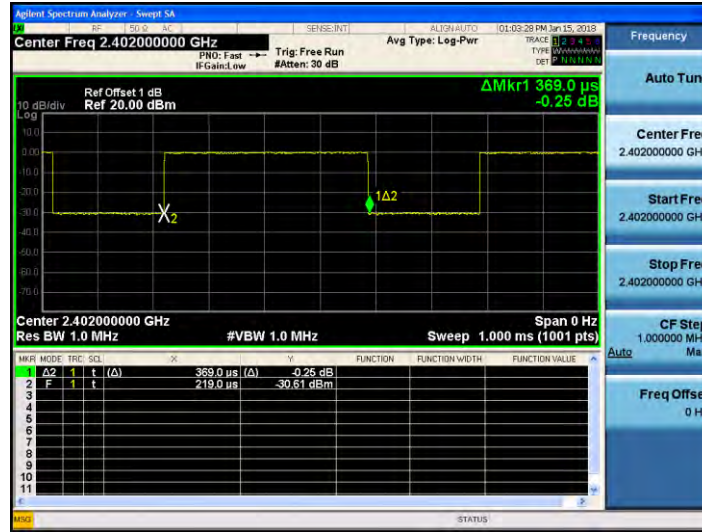 Agilent Spectrum Analyzer - Swept SA
RF 50 Ω AC SENSE:INT ALIGN AUTO 01:03:28 PM Jan 15, 2018
Center Freq 2.402000000 GHz
PNO: Fast
IFGain:Low
Trig: Free Run
#Atten: 30 dB
Avg Type: Log-Pwr
TRACE 1 2 3 4 5 6
TYPE
DET P N N N N N
Frequency
Auto Tun
ΔMkr1 369.0 µs
-0.25 dB
Ref Offset 1 dB
10 dB/div Ref 20.00 dBm
Log
10.0
0.00
-10.0
-20.0
-30.0
-40.0
-50.0
-60.0
-70.0
1Δ2
2
Center Fre
2.402000000 GH
Start Fre
2.402000000 GH
Stop Fre
2.402000000 GH
CF Step
1.000000 MH
Auto Ma
Freq Offse
0 H
Center 2.402000000 GHz Span 0 Hz
Res BW 1.0 MHz #VBW 1.0 MHz Sweep 1.000 ms (1001 pts)
MKR MODE TRC SCL X Y FUNCTION FUNCTION WIDTH FUNCTION VALUE
1 Δ2 1 t (Δ) 369.0 µs (Δ) -0.25 dB
2 F 1 t 219.0 µs -30.61 dBm
3
4
5
6
7
8
9
10
11
MSG STATUS